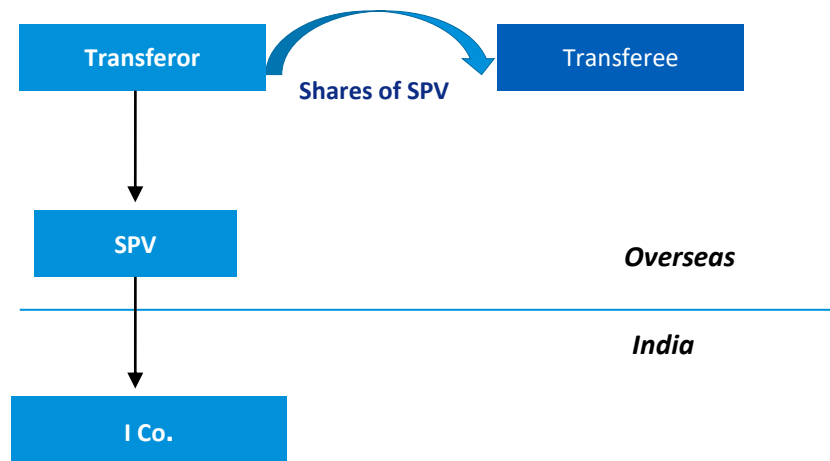 Transferor
Transferee
Shares of SPV
SPV
Overseas
India
I Co.